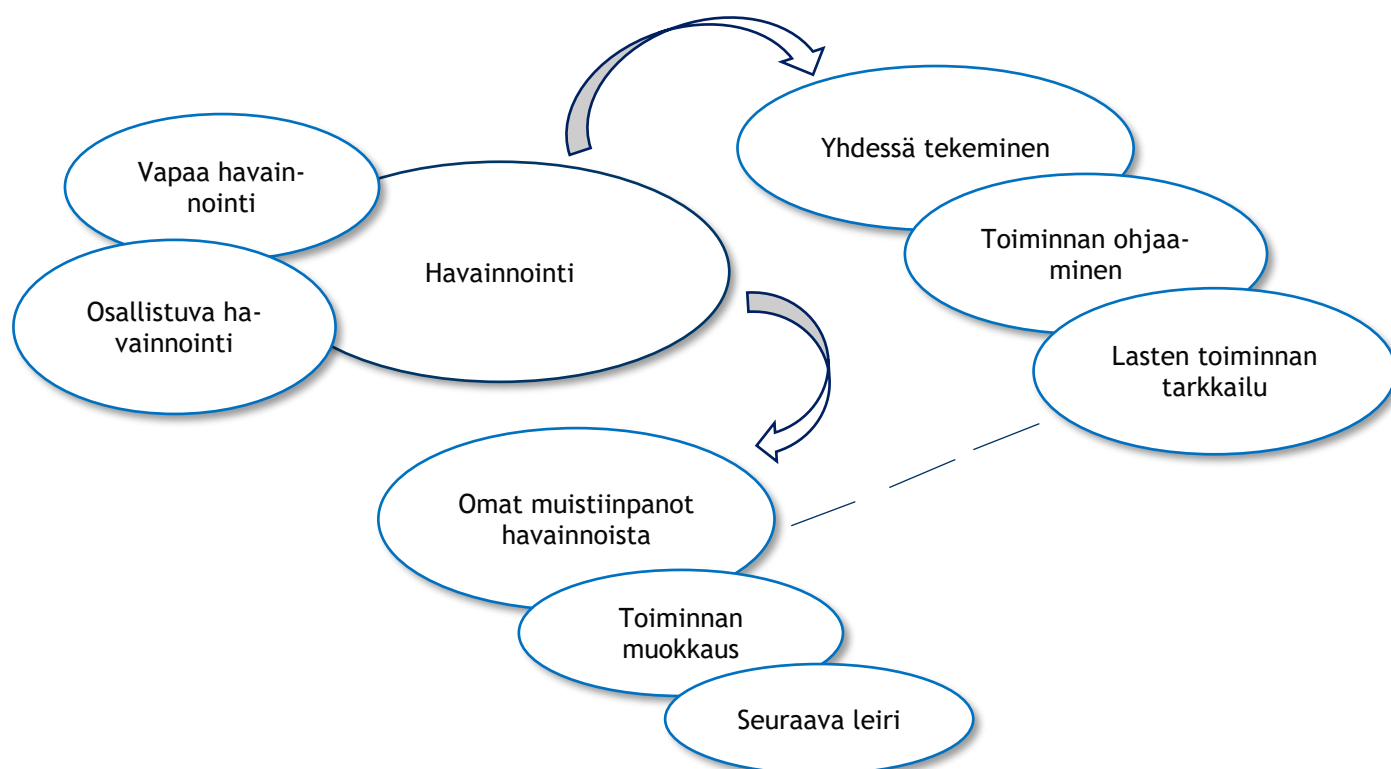 Vapaa havain-
nointi
Osallistuva ha-
vainnointi
Havainnointi
Yhdessä tekeminen
Toiminnan ohjaa-
minen
Lasten toiminnan
tarkkailu
Omat muistiinpanot
havainnoista
Toiminnan
muokkaus
Seuraava leiri